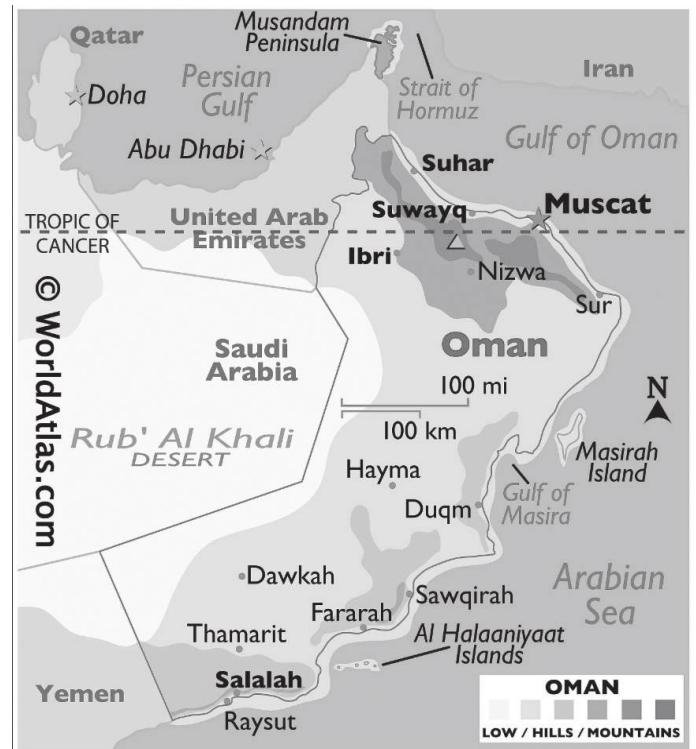 Qatar
Musandam
Peninsula
Persian
Gulf
Strait of
Hormuz
Iran
Doha
Abu Dhabi
Gulf of Oman
Suhar
Suwayq
Muscat
TROPIC OF
CANCER
United Arab
Emirates
Ibri
Nizwa
Sur
© WorldAtlas.com
Saudi
Arabia
Oman
100 mi
100 km
N
Rub' Al Khali
DESERT
Masirah
Island
Hayma
Gulf of
Masira
Duqm
Dawkah
Arabian
Sea
Sawqirah
Fararah
Thamarit
Al Halaaniyaat
Islands
Yemen
Salalah
Raysut
OMAN
LOW / HILLS / MOUNTAINS